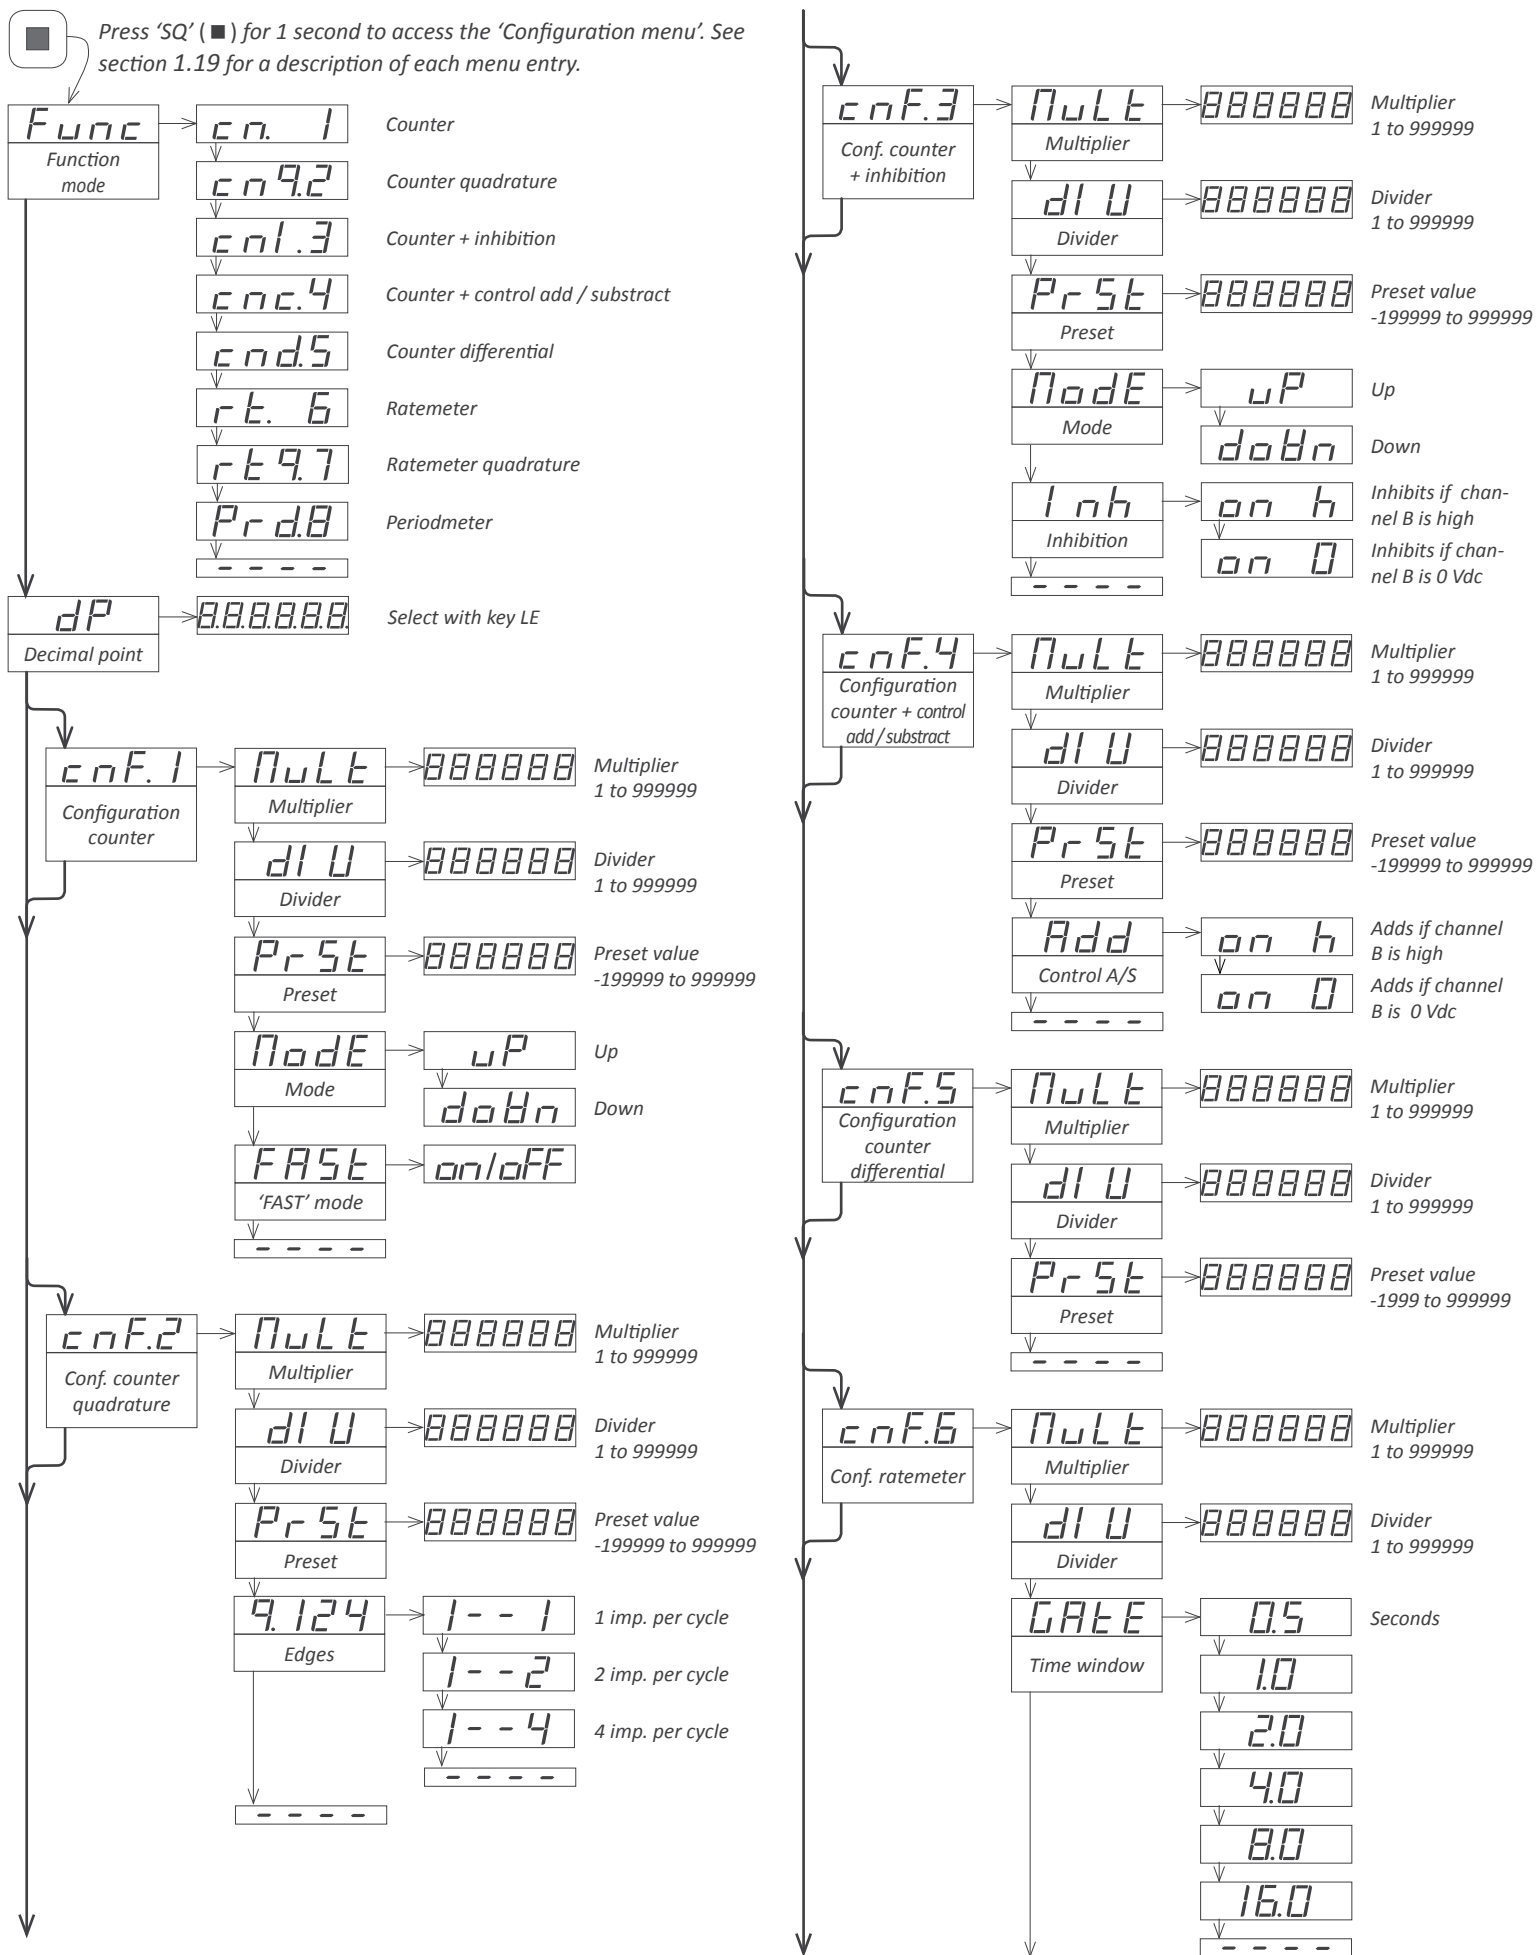 Press ‘SQ’ ( ■ ) for 1 second to access the ‘Configuration menu’. See
section 1.19 for a description of each menu entry.
Func
Function
mode
cn. 1
Counter
cnq.2
Counter quadrature
cnI.3
Counter + inhibition
cnc.4
Counter + control add / substract
cnd.5
Counter differential
rt. 6
Ratemeter
rtq.7
Ratemeter quadrature
Prd.8
Periodmeter
- - - -
dP
Decimal point
8.8.8.8.8.8.
Select with key LE
cnF. 1
Configuration
counter
MuLt
Multiplier
888888
Multiplier
1 to 999999
dIV
Divider
888888
Divider
1 to 999999
PrSt
Preset
888888
Preset value
-199999 to 999999
ModE
Mode
uP
Up
doWn
Down
FASt
‘FAST’ mode
on/oFF
- - - -
cnF.2
Conf. counter
quadrature
MuLt
Multiplier
888888
Multiplier
1 to 999999
dIV
Divider
888888
Divider
1 to 999999
PrSt
Preset
888888
Preset value
-199999 to 999999
q.124
Edges
1--1
1 imp. per cycle
1--2
2 imp. per cycle
1--4
4 imp. per cycle
- - - -
- - - -
cnF.3
Conf. counter
+ inhibition
MuLt
Multiplier
888888
Multiplier
1 to 999999
dIV
Divider
888888
Divider
1 to 999999
PrSt
Preset
888888
Preset value
-199999 to 999999
ModE
Mode
uP
Up
doWn
Down
Inh
Inhibition
on h
Inhibits if chan-
nel B is high
on 0
Inhibits if chan-
nel B is 0 Vdc
- - - -
cnF.4
Configuration
counter + control
add / substract
MuLt
Multiplier
888888
Multiplier
1 to 999999
dIV
Divider
888888
Divider
1 to 999999
PrSt
Preset
888888
Preset value
-199999 to 999999
Add
Control A/S
on h
Adds if channel
B is high
on 0
Adds if channel
B is 0 Vdc
- - - -
cnF.5
Configuration
counter
differential
MuLt
Multiplier
888888
Multiplier
1 to 999999
dIV
Divider
888888
Divider
1 to 999999
PrSt
Preset
888888
Preset value
-1999 to 999999
- - - -
cnF.6
Conf. ratemeter
MuLt
Multiplier
888888
Multiplier
1 to 999999
dIV
Divider
888888
Divider
1 to 999999
GAtE
Time window
0.5
Seconds
1.0
2.0
4.0
8.0
16.0
- - - -